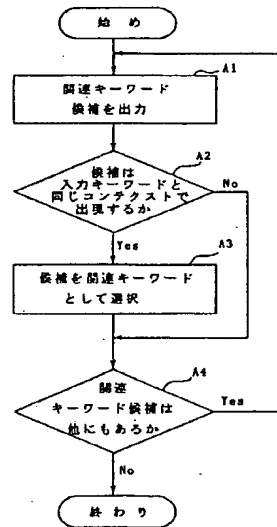 始め
A1
関連キーワード
候補を出力
A2
候補は
入力キーワードと
同じコンテクストで
出現するか
No
Yes
A3
候補を関連キーワード
として選択
関連
キーワード候補は
他にもあるか
A4
Yes
No
終わり